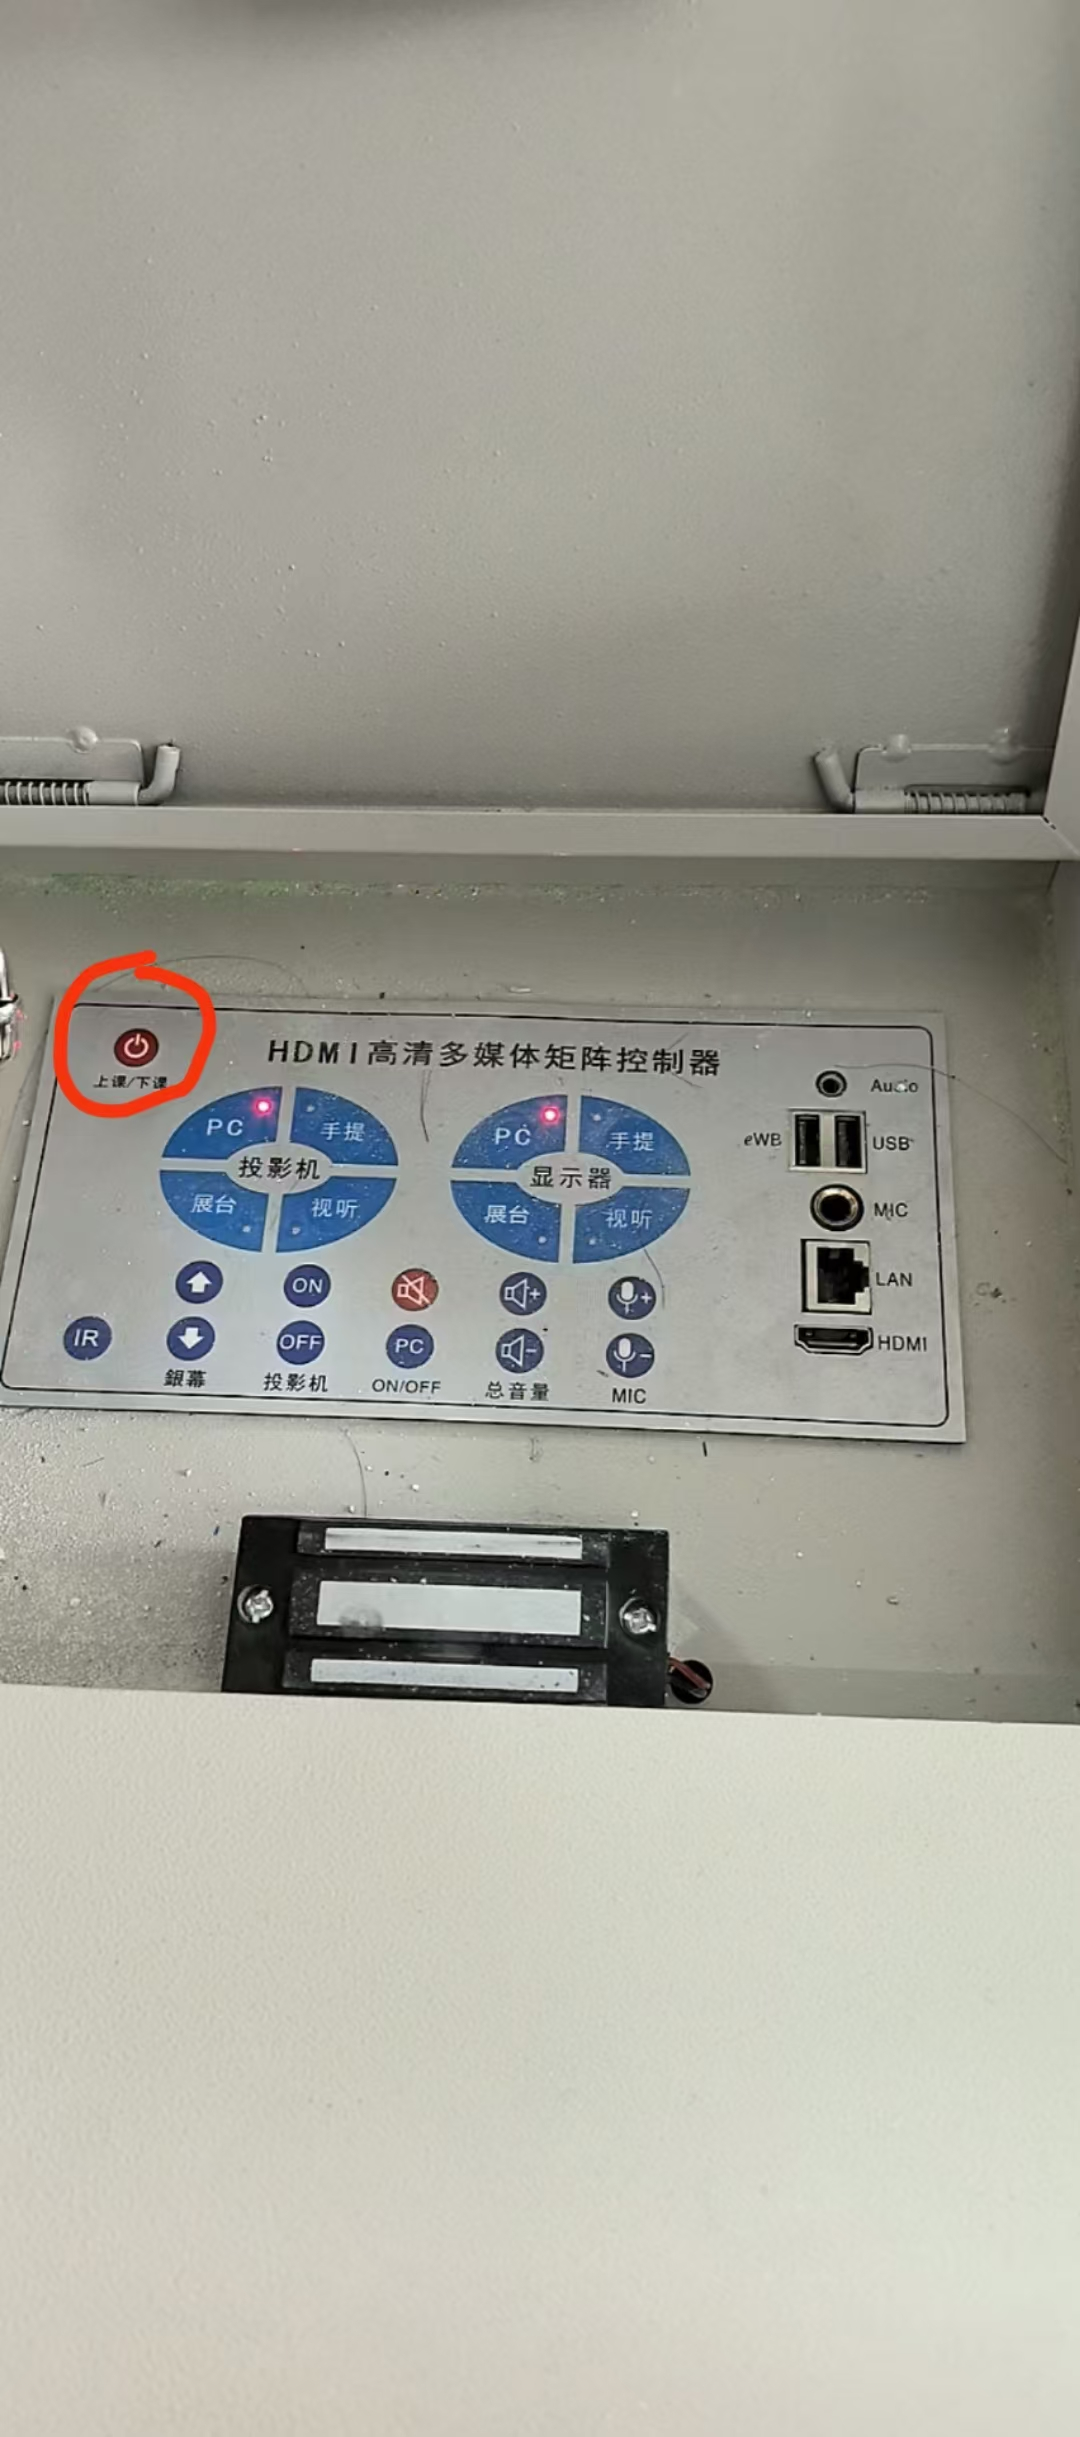 HDMI高清多媒体矩阵控制器
上课/下课
PC
手提
投影机
展台
视听
PC
手提
显示器
展台
视听
Audio
eWB
USB
MIC
LAN
HDMI
ON
IR
OFF
PC
銀幕
投影机
ON/OFF
总音量
MIC